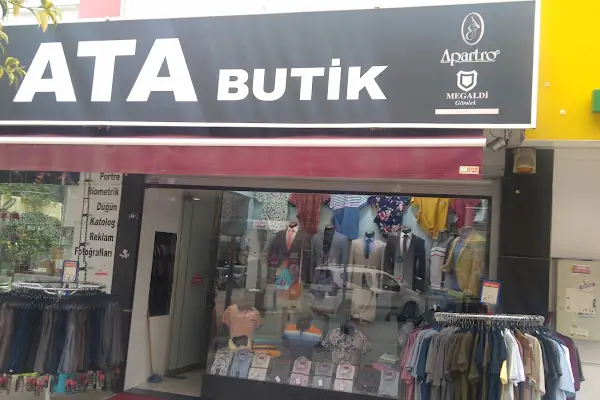 ATA BUTİK
Apartro
MEGALDİ
Gömlek
Portre
Biometrik
Düğün
Katolog
Reklam
Fotoğrafları